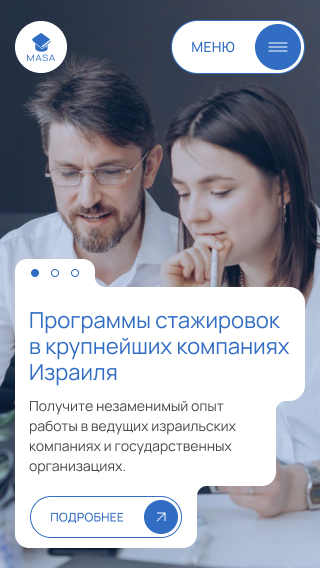 MASA
МЕНЮ
Программы стажировок
в крупнейших компаниях
Израиля
Получите незаменимый опыт
работы в ведущих израильских
компаниях и государственных
организациях.
ПОДРОБНЕЕ